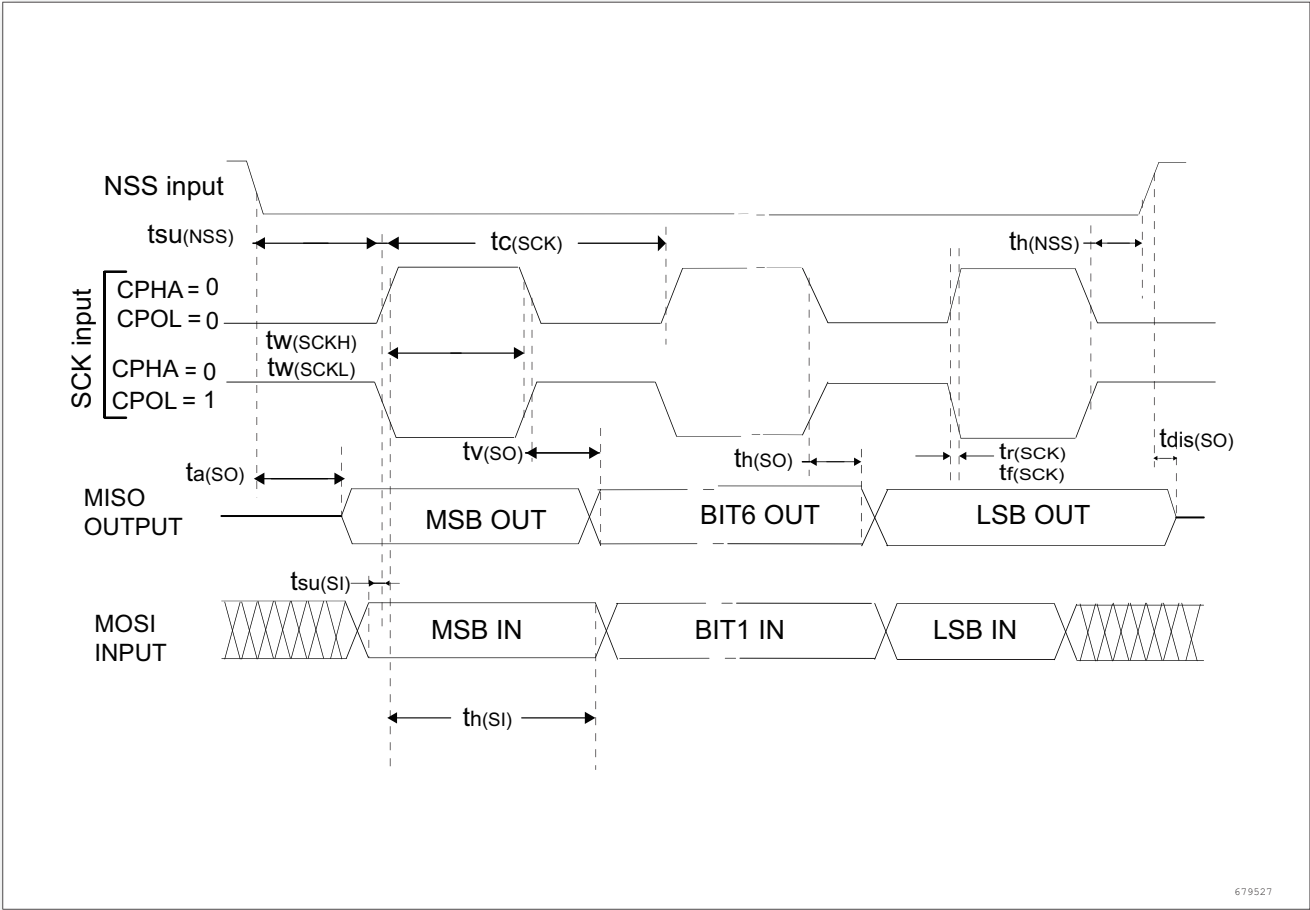 NSS input
tsu(NSS)
tc(SCK)
th(NSS)
SCK input
CPHA = 0
CPOL = 0
tw(SCKH)
CPHA = 0
tw(SCKL)
CPOL = 1
tv(SO)
th(SO)
tr(SCK)
tf(SCK)
tdis(SO)
ta(SO)
MISO
OUTPUT
MSB OUT
BIT6 OUT
LSB OUT
tsu(SI)
MOSI
INPUT
MSB IN
BIT1 IN
LSB IN
th(SI)
679527